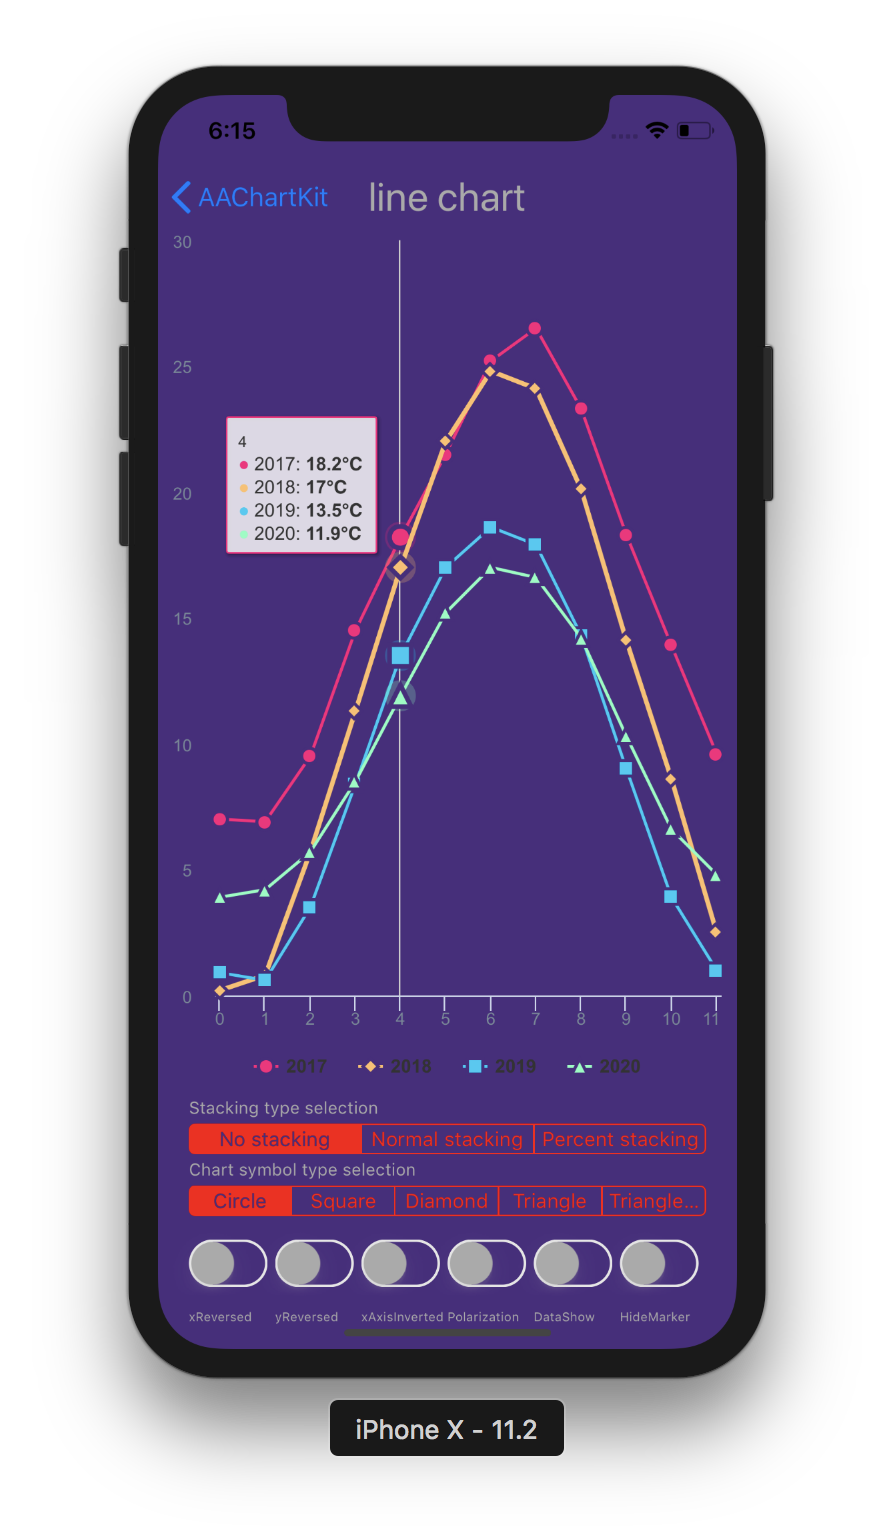 6:15
AAChartKit line chart
30
25
20
15
10
5
0
4
2017: 18.2°C
2018: 17°C
2019: 13.5°C
2020: 11.9°C
0 1 2 3 4 5 6 7 8 9 10 11
2017 2018 2019 2020
Stacking type selection
No stacking Normal stacking Percent stacking
Chart symbol type selection
Circle Square Diamond Triangle Triangle...
xReversed yReversed xAxisInverted Polarization DataShow HideMarker
iPhone X - 11.2